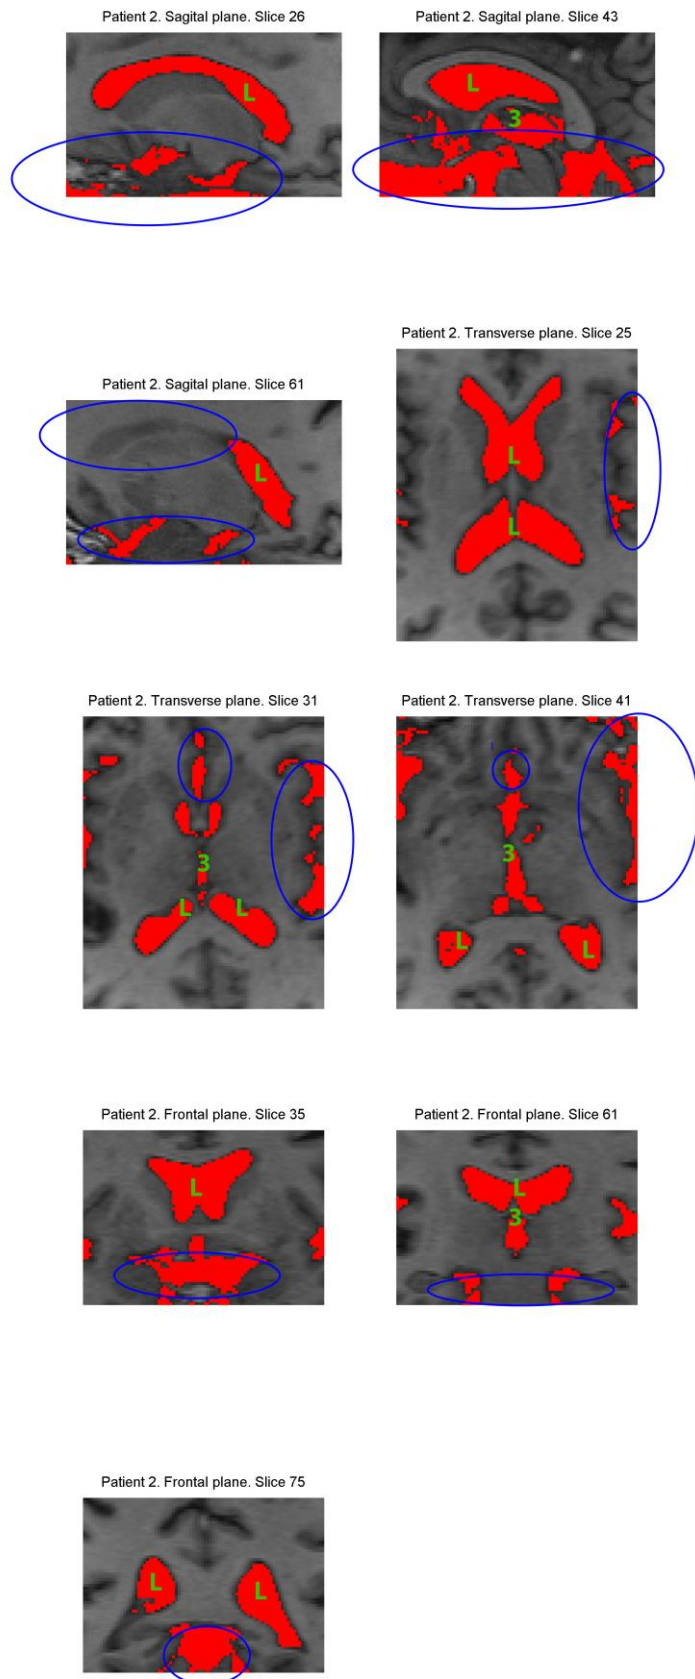 Patient 2. Sagital plane. Slice 26
Patient 2. Sagital plane. Slice 43
L
L
3
Patient 2. Sagital plane. Slice 61
Patient 2. Transverse plane. Slice 25
L
L
L
Patient 2. Transverse plane. Slice 31
Patient 2. Transverse plane. Slice 41
3
L
L
3
L
L
Patient 2. Frontal plane. Slice 35
Patient 2. Frontal plane. Slice 61
L
L
3
Patient 2. Frontal plane. Slice 75
L
L